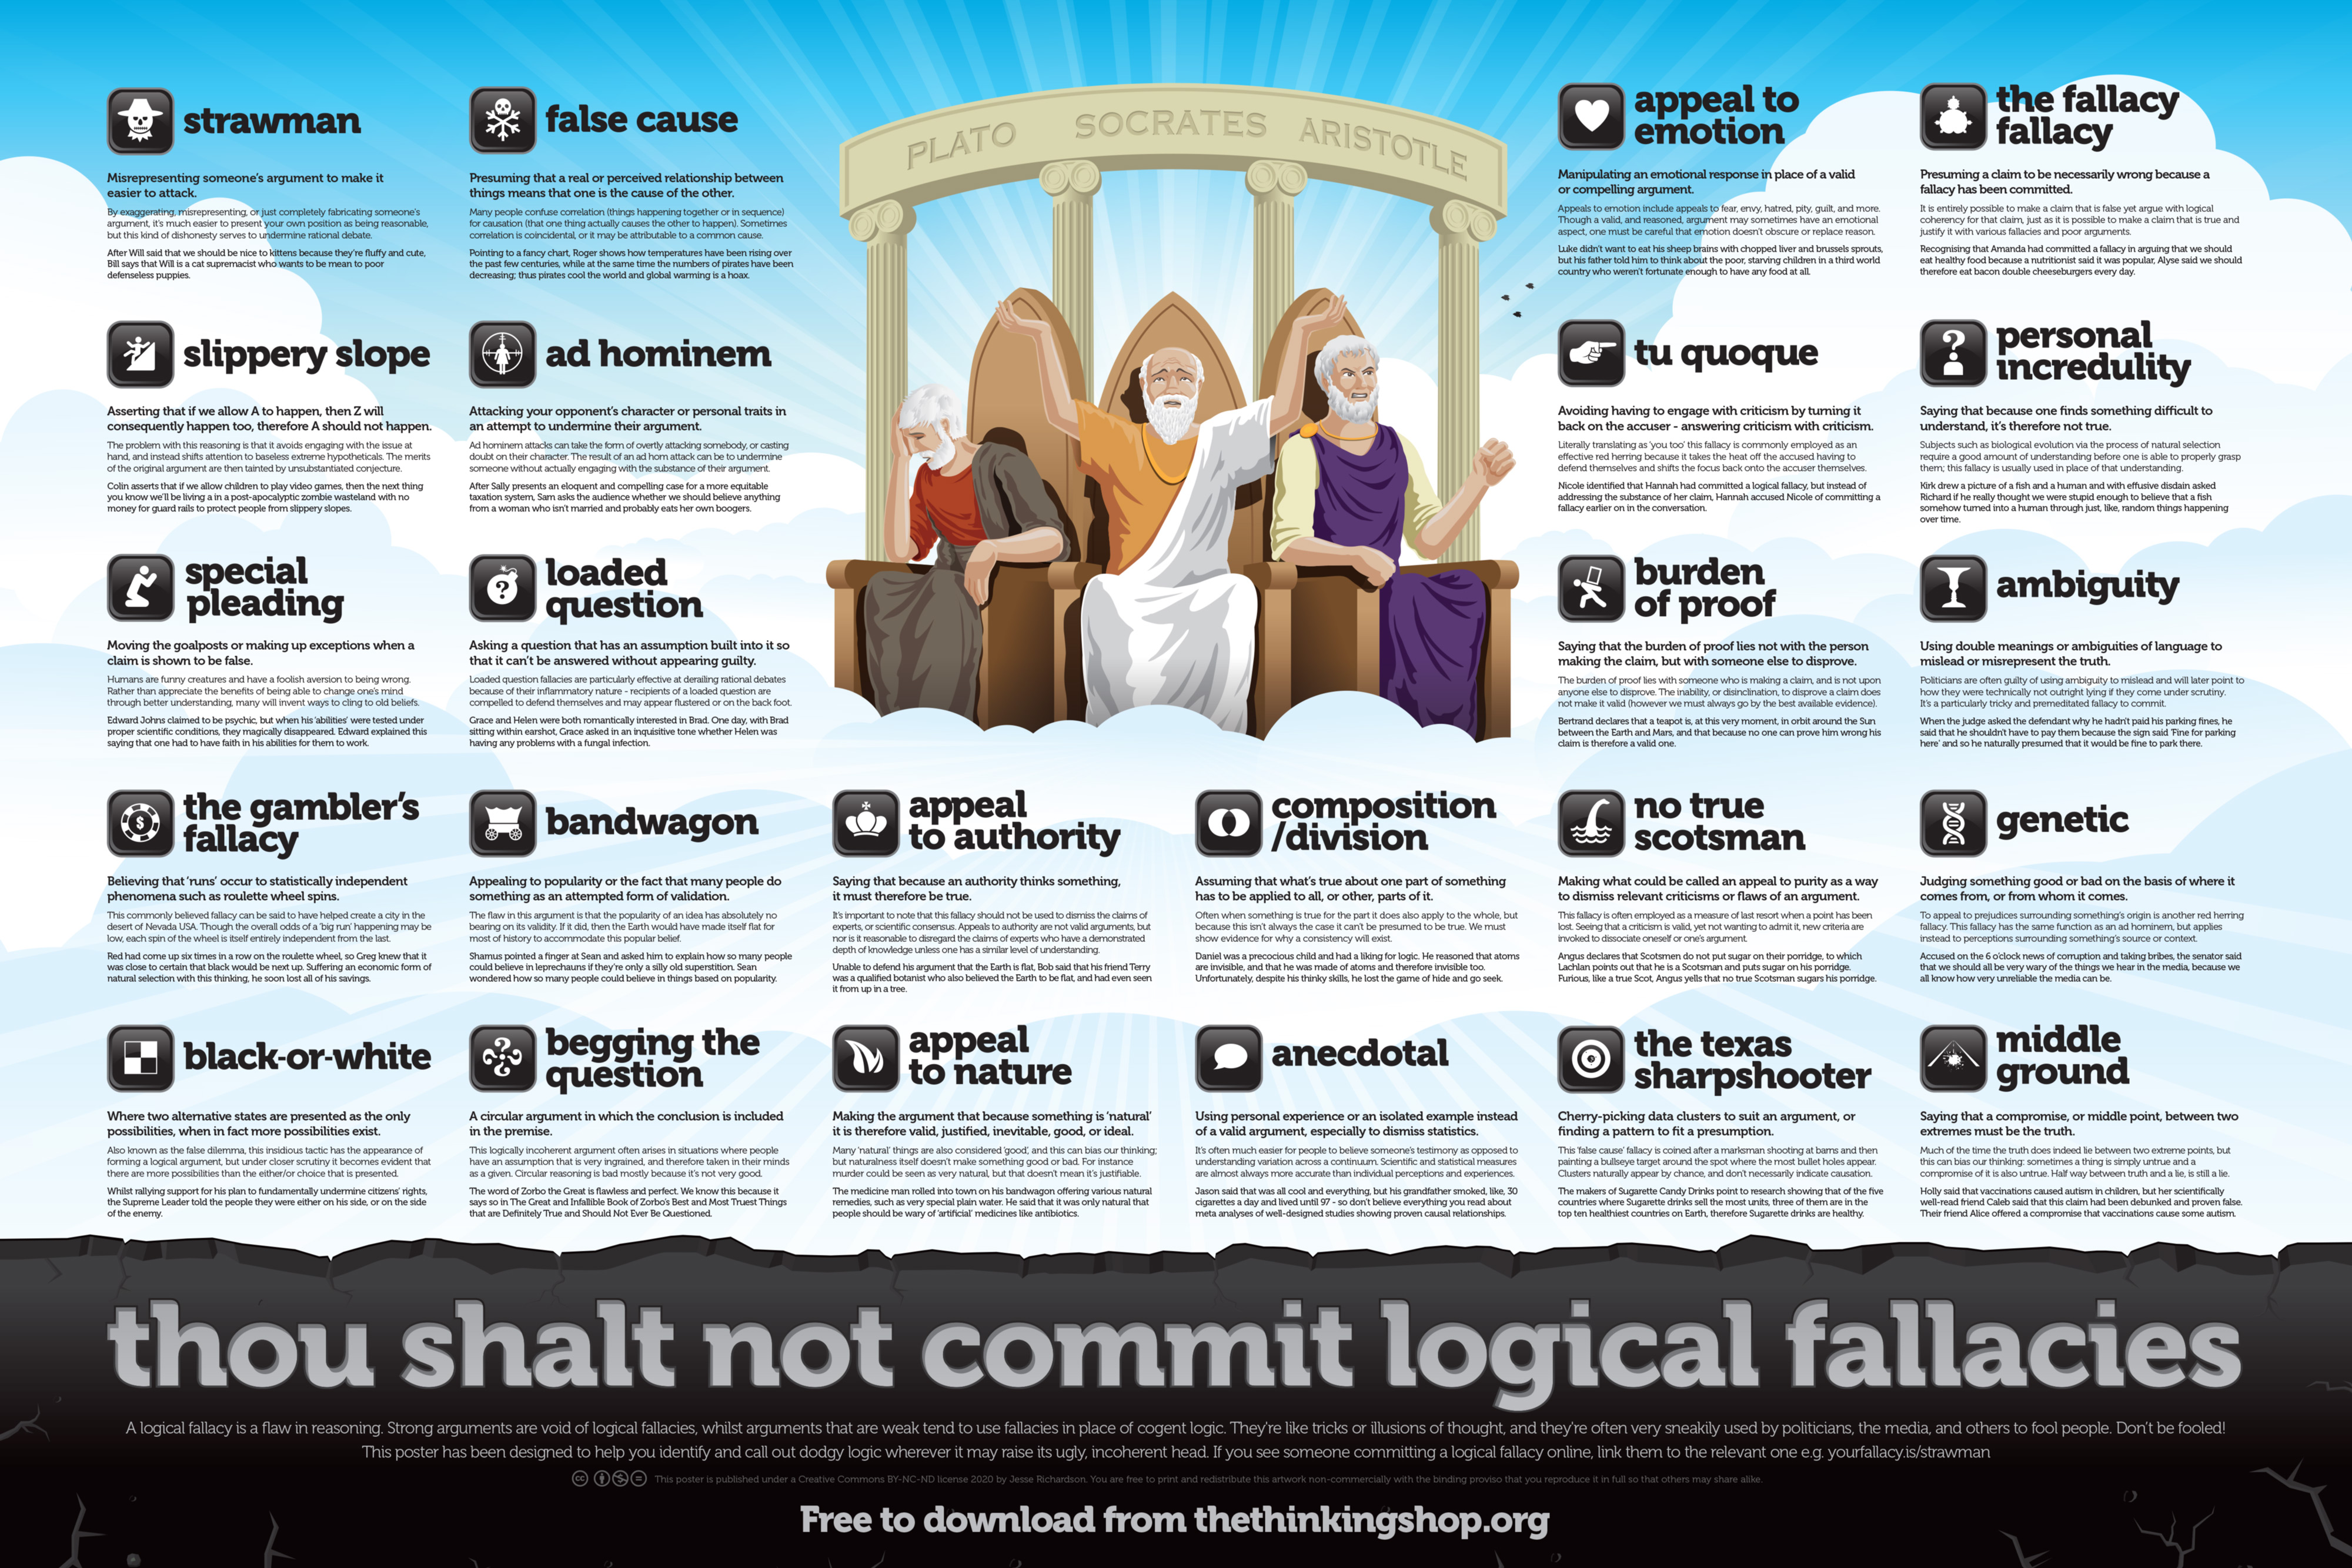 PLATO
SOCRATES
ARISTOTLE
strawman
Misrepresenting someone's argument to make it
easier to attack.
By exaggerating, misrepresenting, or just completely fabricating someone's
argument, it's much easier to present your own position as being reasonable,
but this kind of dishonesty serves to undermine rational debate.
After Will said that we should be nice to kittens because they're fluffy and cute,
Bill says that Will is a cat supremacist who wants to be mean to poor
defenseless puppies.
false cause
Presuming that a real or perceived relationship between
things means that one is the cause of the other.
Many people confuse correlation (things happening together or in sequence)
for causation (that one thing actually causes the other to happen). Sometimes
correlation is coincidental, or it may be attributable to a common cause.
Pointing to a fancy chart, Roger shows how temperatures have been rising over
the past few centuries, while at the same time the numbers of pirates have been
decreasing; thus pirates cool the world and global warming is a hoax.
appeal to
emotion
Manipulating an emotional response in place of a valid
or compelling argument.
Appeals to emotion include appeals to fear, envy, hatred, pity, guilt, and more.
Though a valid, and reasoned, argument may sometimes have an emotional
aspect, one must be careful that emotion doesn't obscure or replace reason.
Luke didn't want to eat his sheep brains with chopped liver and brussels sprouts,
but his father told him to think about the poor, starving children in a third world
country who weren't fortunate enough to have any food at all.
the fallacy
fallacy
Presuming a claim to be necessarily wrong because a
fallacy has been committed.
It is entirely possible to make a claim that is false yet argue with logical
coherency for that claim, just as it is possible to make a claim that is true and
justify it with various fallacies and poor arguments.
Recognising that Amanda had committed a fallacy in arguing that we should
eat healthy food because a nutritionist said it was popular, Alyse said we should
therefore eat bacon double cheeseburgers every day.
slippery slope
Asserting that if we allow A to happen, then Z will
consequently happen too, therefore A should not happen.
The problem with this reasoning is that it avoids engaging with the issue at
hand, and instead shifts attention to baseless extreme hypotheticals. The merits
of the original argument are then tainted by unsubstantiated conjecture.
Colin asserts that if we allow children to play video games, then the next thing
you know we'll be living a in a post-apocalyptic zombie wasteland with no
money for guard rails to protect people from slippery slopes.
ad hominem
Attacking your opponent's character or personal traits in
an attempt to undermine their argument.
Ad hominem attacks can take the form of overtly attacking somebody, or casting
doubt on their character. The result of an ad hom attack can be to undermine
someone without actually engaging with the substance of their argument.
After Sally presents an eloquent and compelling case for a more equitable
taxation system, Sam asks the audience whether we should believe anything
from a woman who isn't married and probably eats her own boogers.
tu quoque
Avoiding having to engage with criticism by turning it
back on the accuser - answering criticism with criticism.
Literally translating as 'you too' this fallacy is commonly employed as an
effective red herring because it takes the heat off the accused having to
defend themselves and shifts the focus back onto the accuser themselves.
Nicole identified that Hannah had committed a logical fallacy, but instead of
addressing the substance of her claim, Hannah accused Nicole of committing a
fallacy earlier on in the conversation.
personal
incredulity
Saying that because one finds something difficult to
understand, it's therefore not true.
Subjects such as biological evolution via the process of natural selection
require a good amount of understanding before one is able to properly grasp
them; this fallacy is usually used in place of that understanding.
Kirk drew a picture of a fish and a human and with effusive disdain asked
Richard if he really thought we were stupid enough to believe that a fish
somehow turned into a human through just, like, random things happening
over time.
special
pleading
Moving the goalposts or making up exceptions when a
claim is shown to be false.
Humans are funny creatures and have a foolish aversion to being wrong.
Rather than appreciate the benefits of being able to change one's mind
through better understanding, many will invent ways to cling to old beliefs.
Edward Johns claimed to be psychic, but when his 'abilities' were tested under
proper scientific conditions, they magically disappeared. Edward explained this
saying that one had to have faith in his abilities for them to work.
loaded
question
Asking a question that has an assumption built into it so
that it can't be answered without appearing guilty.
Loaded question fallacies are particularly effective at derailing rational debates
because of their inflammatory nature - recipients of a loaded question are
compelled to defend themselves and may appear flustered or on the back foot.
Grace and Helen were both romantically interested in Brad. One day, with Brad
sitting within earshot, Grace asked in an inquisitive tone whether Helen was
having any problems with a fungal infection.
burden
of proof
Saying that the burden of proof lies not with the person
making the claim, but with someone else to disprove.
The burden of proof lies with someone who is making a claim, and is not upon
anyone else to disprove. The inability, or disinclination, to disprove a claim does
not make it valid (however we must always go by the best available evidence).
Bertrand declares that a teapot is, at this very moment, in orbit around the Sun
between the Earth and Mars, and that because no one can prove him wrong his
claim is therefore a valid one.
ambiguity
Using double meanings or ambiguities of language to
mislead or misrepresent the truth.
Politicians are often guilty of using ambiguity to mislead and will later point to
how they were technically not outright lying if they come under scrutiny.
It's a particularly tricky and premeditated fallacy to commit.
When the judge asked the defendant why he hadn't paid his parking fines, he
said that he shouldn't have to pay them because the sign said 'Fine for parking
here' and so he naturally presumed that it would be fine to park there.
the gambler's
fallacy
Believing that 'runs' occur to statistically independent
phenomena such as roulette wheel spins.
This commonly believed fallacy can be said to have helped create a city in the
desert of Nevada USA. Though the overall odds of a 'big run' happening may be
low, each spin of the wheel is itself entirely independent from the last.
Red had come up six times in a row on the roulette wheel, so Greg knew that it
was close to certain that black would be next up. Suffering an economic form of
natural selection with this thinking, he soon lost all of his savings.
bandwagon
Appealing to popularity or the fact that many people do
something as an attempted form of validation.
The flaw in this argument is that the popularity of an idea has absolutely no
bearing on its validity. If it did, then the Earth would have made itself flat for
most of history to accommodate this popular belief.
Shamus pointed a finger at Sean and asked him to explain how so many people
could believe in leprechauns if they're only a silly old superstition. Sean
wondered how so many people could believe in things based on popularity.
appeal
to authority
Saying that because an authority thinks something,
it must therefore be true.
It's important to note that this fallacy should not be used to dismiss the claims of
experts, or scientific consensus. Appeals to authority are not valid arguments, but
nor is it reasonable to disregard the claims of experts who have a demonstrated
depth of knowledge unless one has a similar level of understanding.
Unable to defend his argument that the Earth is flat, Bob said that his friend Terry
was a qualified botanist who also believed the Earth to be flat, and had even seen
it from up in a tree.
composition
/division
Assuming that what's true about one part of something
has to be applied to all, or other, parts of it.
Often when something is true for the part it does also apply to the whole, but
because this isn't always the case it can't be presumed to be true. We must
show evidence for why a consistency will exist.
Daniel was a precocious child and had a liking for logic. He reasoned that atoms
are invisible, and that he was made of atoms and therefore invisible too.
Unfortunately, despite his thinky skills, he lost the game of hide and go seek.
no true
scotsman
Making what could be called an appeal to purity as a way
to dismiss relevant criticisms or flaws of an argument.
This fallacy is often employed as a measure of last resort when a point has been
lost. Seeing that a criticism is valid, yet not wanting to admit it, new criteria are
invoked to dissociate oneself or one's argument.
Angus declares that Scotsmen do not put sugar on their porridge, to which
Lachlan points out that he is a Scotsman and puts sugar on his porridge.
Furious, like a true Scot, Angus yells that no true Scotsman sugars his porridge.
genetic
Judging something good or bad on the basis of where it
comes from, or from whom it comes.
To appeal to prejudices surrounding something's origin is another red herring
fallacy. This fallacy has the same function as an ad hominem, but applies
instead to perceptions surrounding something's source or context.
Accused on the 6 o'clock news of corruption and taking bribes, the senator said
that we should all be very wary of the things we hear in the media, because we
all know how very unreliable the media can be.
black-or-white
Where two alternative states are presented as the only
possibilities, when in fact more possibilities exist.
Also known as the false dilemma, this insidious tactic has the appearance of
forming a logical argument, but under closer scrutiny it becomes evident that
there are more possibilities than the either/or choice that is presented.
Whilst rallying support for his plan to fundamentally undermine citizens' rights,
the Supreme Leader told the people they were either on his side, or on the side
of the enemy.
begging the
question
A circular argument in which the conclusion is included
in the premise.
This logically incoherent argument often arises in situations where people
have an assumption that is very ingrained, and therefore taken in their minds
as a given. Circular reasoning is bad mostly because it's not very good.
The word of Zorbo the Great is flawless and perfect. We know this because it
says so in The Great and Infallible Book of Zorbo's Best and Most Truest Things
that are Definitely True and Should Not Ever Be Questioned.
appeal
to nature
Making the argument that because something is 'natural'
it is therefore valid, justified, inevitable, good, or ideal.
Many 'natural' things are also considered 'good', and this can bias our thinking;
but naturalness itself doesn't make something good or bad. For instance
murder could be seen as very natural, but that doesn't mean it's justifiable.
The medicine man rolled into town on his bandwagon offering various natural
remedies, such as very special plain water. He said that it was only natural that
people should be wary of 'artificial' medicines like antibiotics.
anecdotal
Using personal experience or an isolated example instead
of a valid argument, especially to dismiss statistics.
It's often much easier for people to believe someone's testimony as opposed to
understanding variation across a continuum. Scientific and statistical measures
are almost always more accurate than individual perceptions and experiences.
Jason said that was all cool and everything, but his grandfather smoked, like, 30
cigarettes a day and lived until 97 - so don't believe everything you read about
meta analyses of well-designed studies showing proven causal relationships.
the texas
sharpshooter
Cherry-picking data clusters to suit an argument, or
finding a pattern to fit a presumption.
This 'false cause' fallacy is coined after a marksman shooting at barns and then
painting a bullseye target around the spot where the most bullet holes appear.
Clusters naturally appear by chance, and don't necessarily indicate causation.
The makers of Sugarette Candy Drinks point to research showing that of the five
countries where Sugarette drinks sell the most units, three of them are in the
top ten healthiest countries on Earth, therefore Sugarette drinks are healthy.
middle
ground
Saying that a compromise, or middle point, between two
extremes must be the truth.
Much of the time the truth does indeed lie between two extreme points, but
this can bias our thinking: sometimes a thing is simply untrue and a
compromise of it is also untrue. Half way between truth and a lie, is still a lie.
Holly said that vaccinations caused autism in children, but her scientifically
well-read friend Caleb said that this claim had been debunked and proven false.
Their friend Alice offered a compromise that vaccinations cause some autism.
thou shalt not commit logical fallacies
A logical fallacy is a flaw in reasoning. Strong arguments are void of logical fallacies, whilst arguments that are weak tend to use fallacies in place of cogent logic. They're like tricks or illusions of thought, and they're often very sneakily used by politicians, the media, and others to fool people. Don't be fooled!
This poster has been designed to help you identify and call out dodgy logic wherever it may raise its ugly, incoherent head. If you see someone committing a logical fallacy online, link them to the relevant one e.g. yourfallacy.is/strawman
This poster is published under a Creative Commons BY-NC-ND license 2020 by Jesse Richardson. You are free to print and redistribute this artwork non-commercially with the binding proviso that you reproduce it in full so that others may share alike.
Free to download from thethinkingshop.org